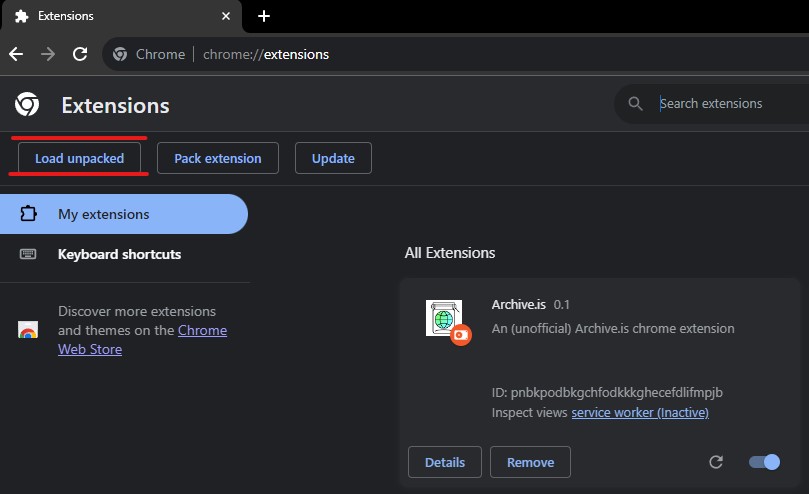 Extensions
Chrome | chrome://extensions
Extensions
Search extensions
Load unpacked
Pack extension
Update
My extensions
Keyboard shortcuts
All Extensions
Discover more extensions
and themes on the Chrome
Web Store
Archive.is 0.1
An (unofficial) Archive.is chrome extension
ID: pnbkpodbkgchfodkkkghecefdlifmpjb
Inspect views service worker (Inactive)
Details
Remove